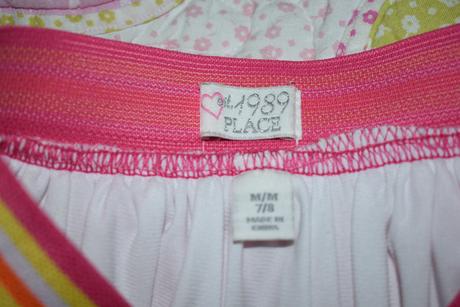 est. 1989
PLACE
M/M
7/8
MADE IN
CHINA